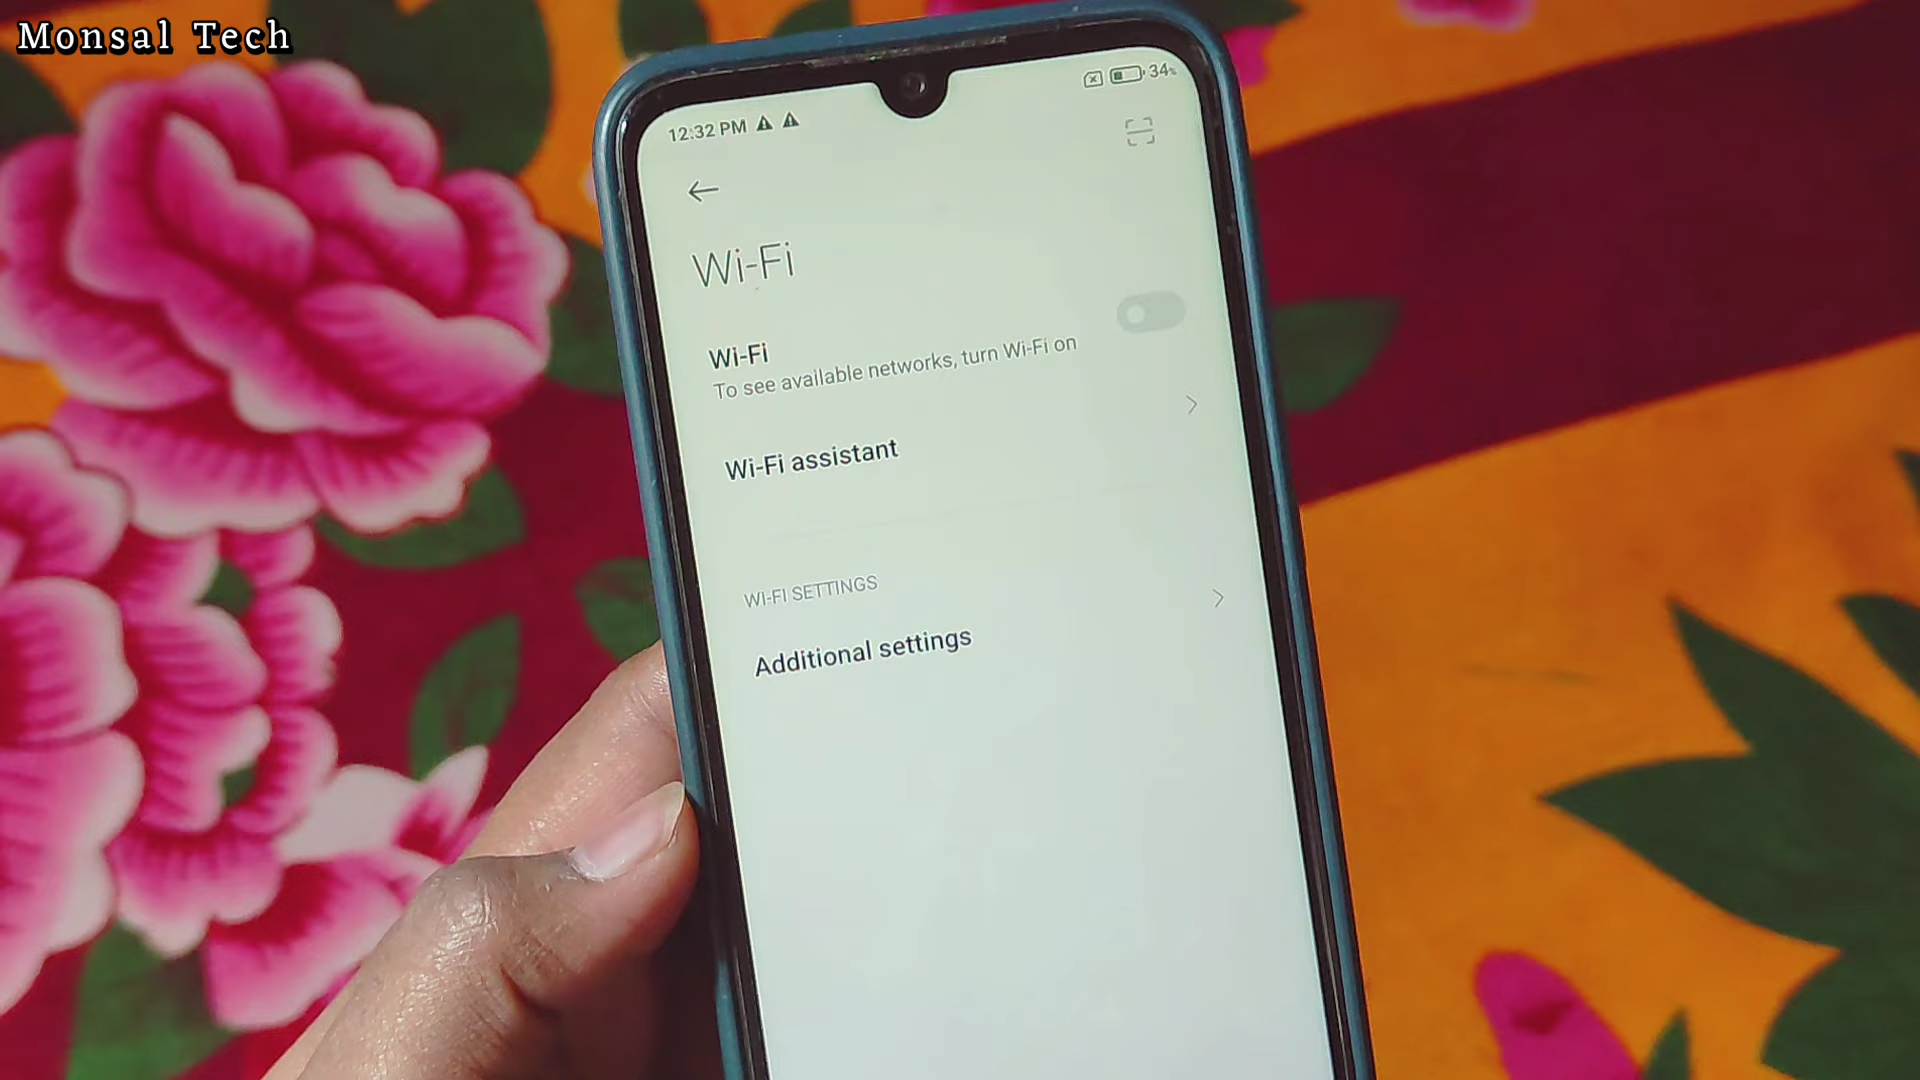 Monsal Tech
12:32 PM
34%
Wi-Fi
Wi-Fi
To see available networks, turn Wi-Fi on
Wi-Fi assistant
WI-FI SETTINGS
Additional settings